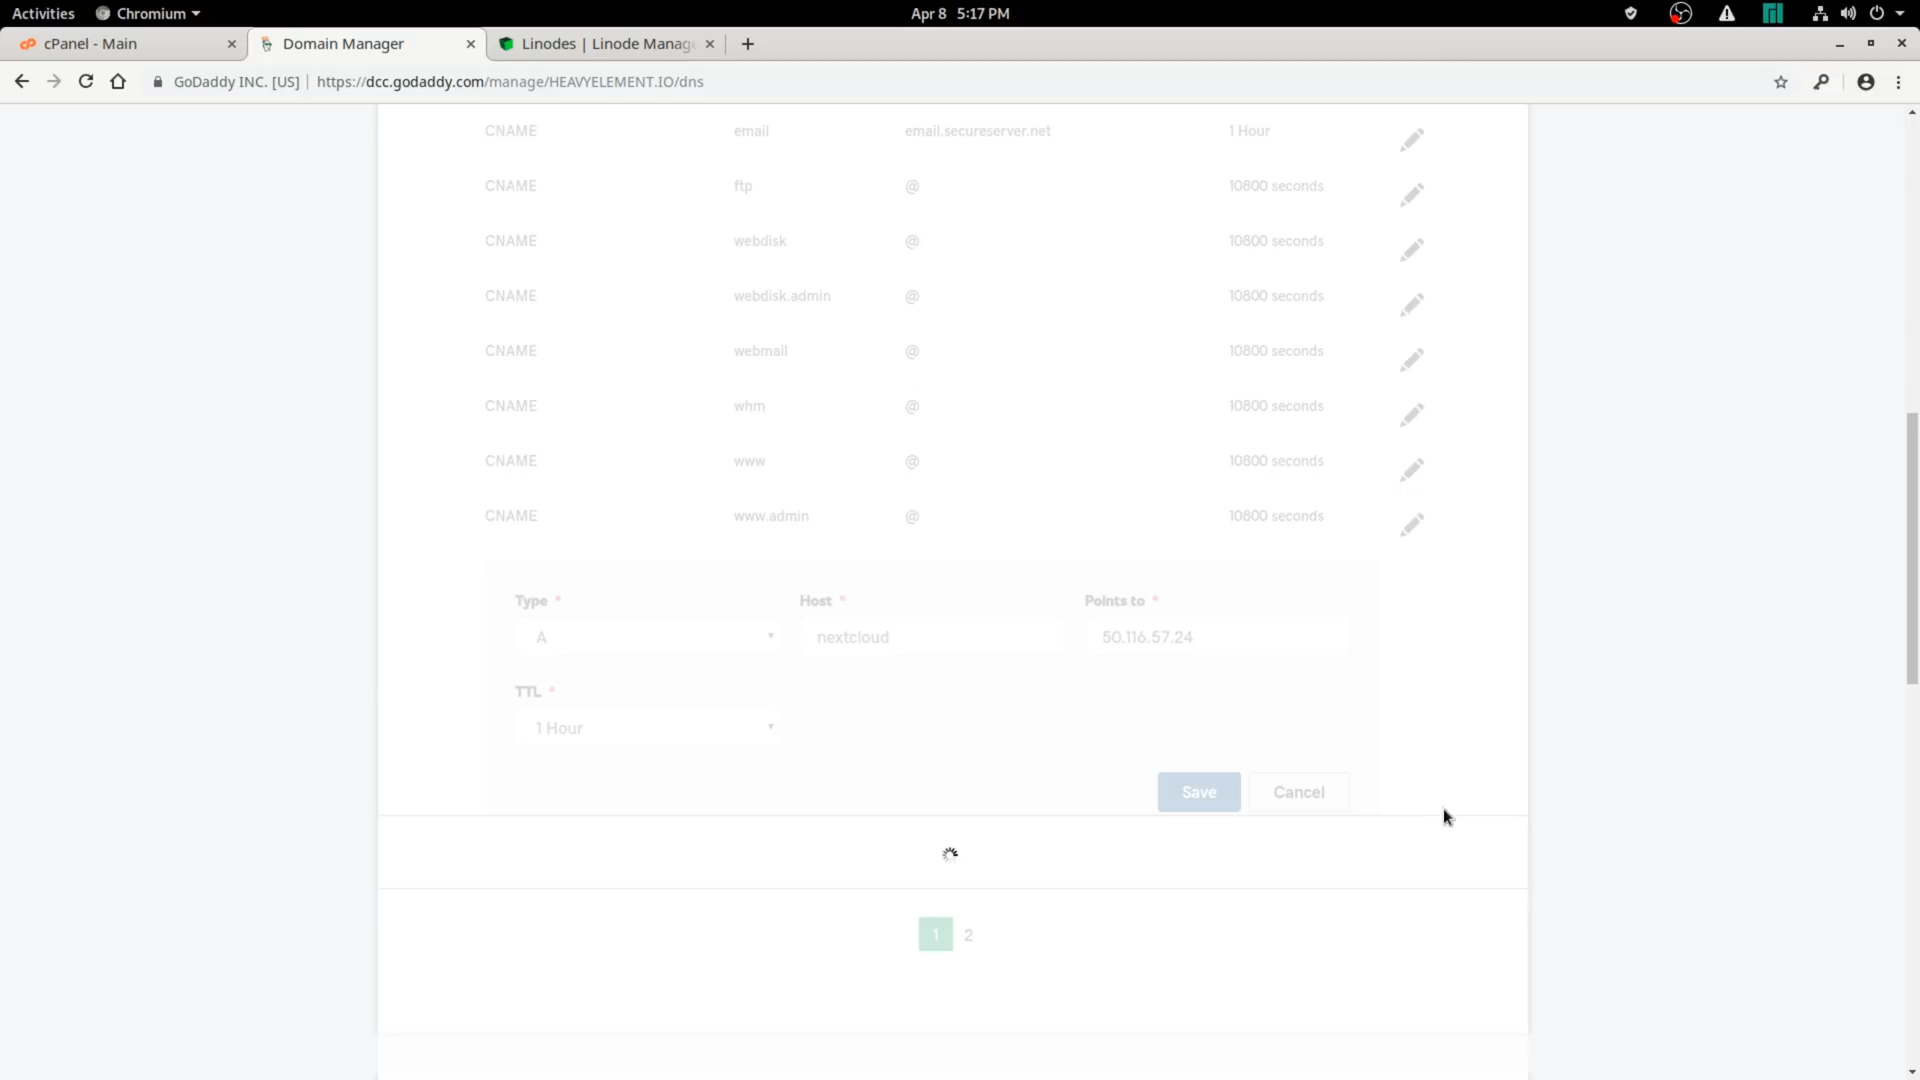 Activities Chromium Apr 8 5:17 PM
cPanel - Main Domain Manager Linodes | Linode Manag
GoDaddy INC. [US] https://dcc.godaddy.com/manage/HEAVYELEMENT.IO/dns
CNAME email email.secureserver.net 1 Hour
CNAME ftp @ 10800 seconds
CNAME webdisk @ 10800 seconds
CNAME webdisk.admin @ 10800 seconds
CNAME webmail @ 10800 seconds
CNAME whm @ 10800 seconds
CNAME www @ 10800 seconds
CNAME www.admin @ 10800 seconds
Type * Host * Points to *
A nextcloud 50.116.57.24
TTL *
1 Hour
Save Cancel
1 2